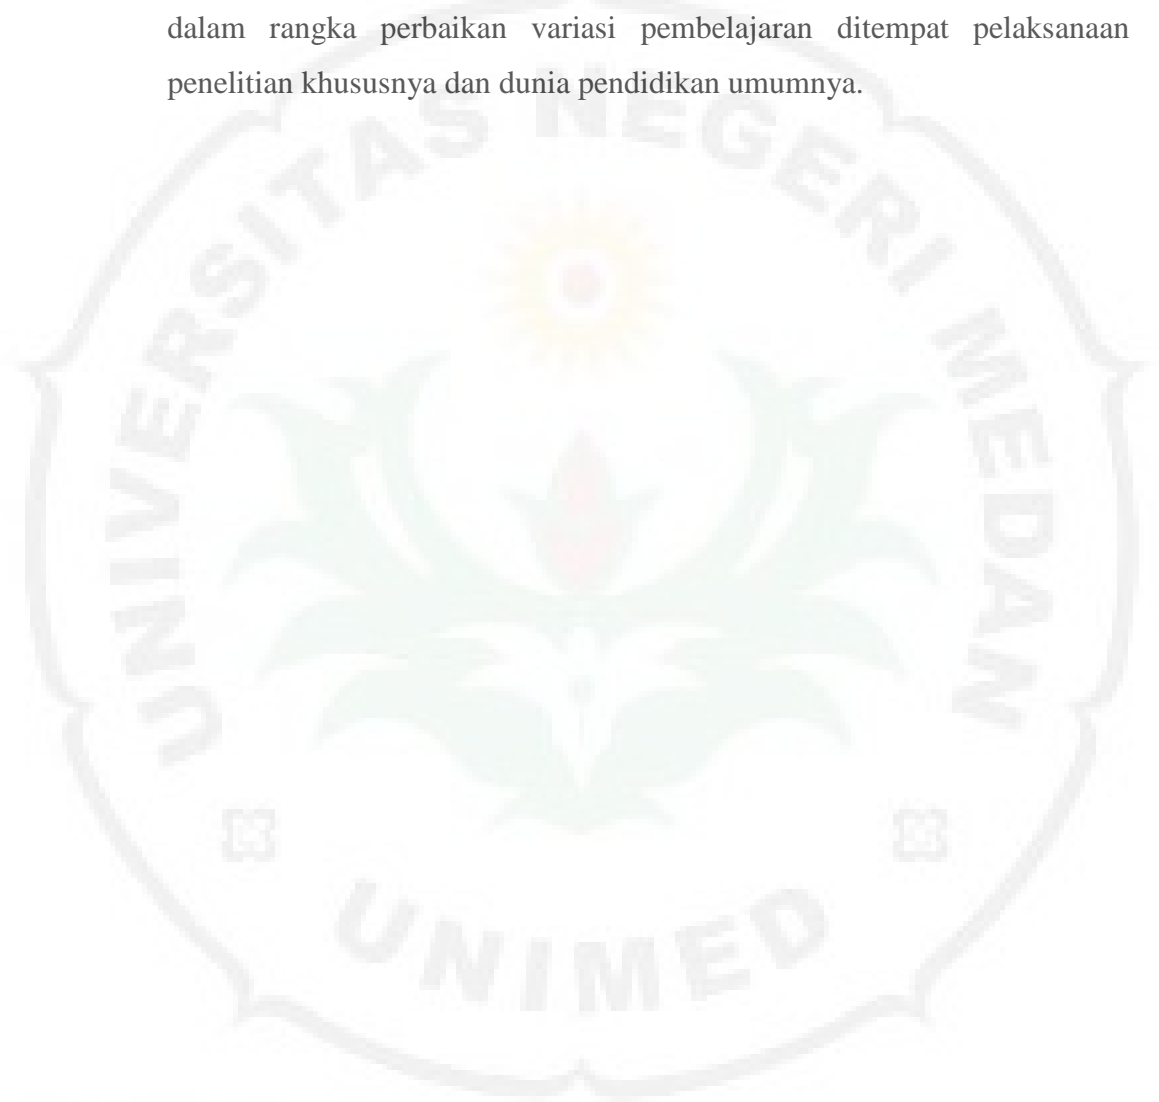 dalam rangka perbaikan variasi pembelajaran ditempat pelaksanaan
penelitian khususnya dan dunia pendidikan umumnya.
UNIVERSITAS NEGERI MEDAN
UNIMED